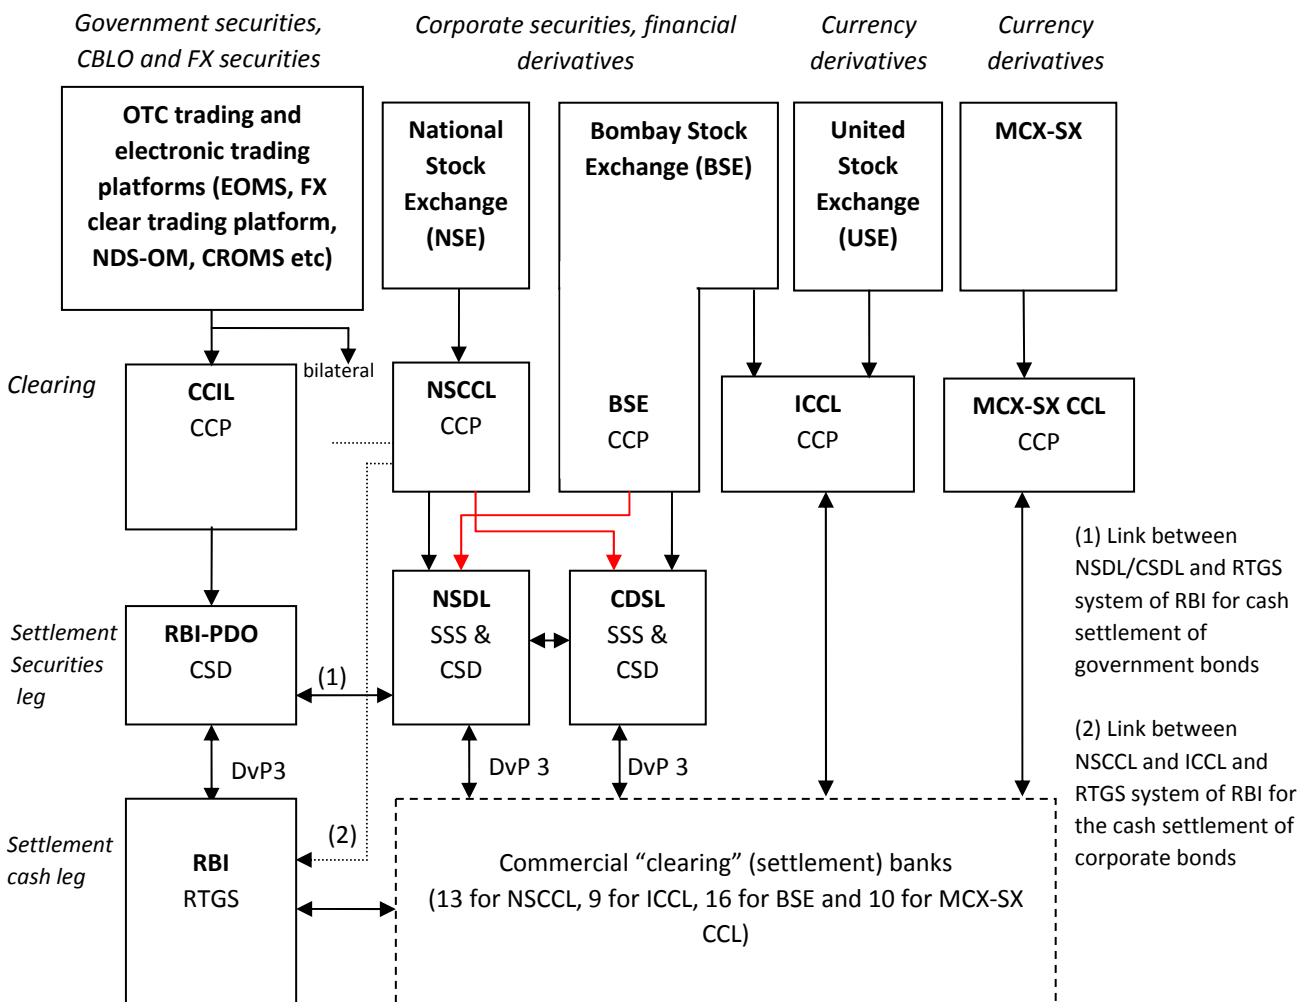 Government securities,
CBLO and FX securities
Corporate securities, financial
derivatives
Currency
derivatives
Currency
derivatives
OTC trading and
electronic trading
platforms (EOMS, FX
clear trading platform,
NDS-OM, CROMS etc)
National
Stock
Exchange
(NSE)
Bombay Stock
Exchange (BSE)
United
Stock
Exchange
(USE)
MCX-SX
Clearing
CCIL
CCP
bilateral
NSCCL
CCP
BSE
CCP
ICCL
CCP
MCX-SX CCL
CCP
Settlement
Securities
leg
RBI-PDO
CSD
(1)
NSDL
SSS &
CSD
CDSL
SSS &
CSD
(1) Link between
NSDL/CSDL and RTGS
system of RBI for cash
settlement of
government bonds
DvP3
DvP 3
DvP 3
(2) Link between
NSCCL and ICCL and
RTGS system of RBI for
the cash settlement of
corporate bonds
Settlement
cash leg
RBI
RTGS
(2)
Commercial “clearing” (settlement) banks
(13 for NSCCL, 9 for ICCL, 16 for BSE and 10 for MCX-SX
CCL)